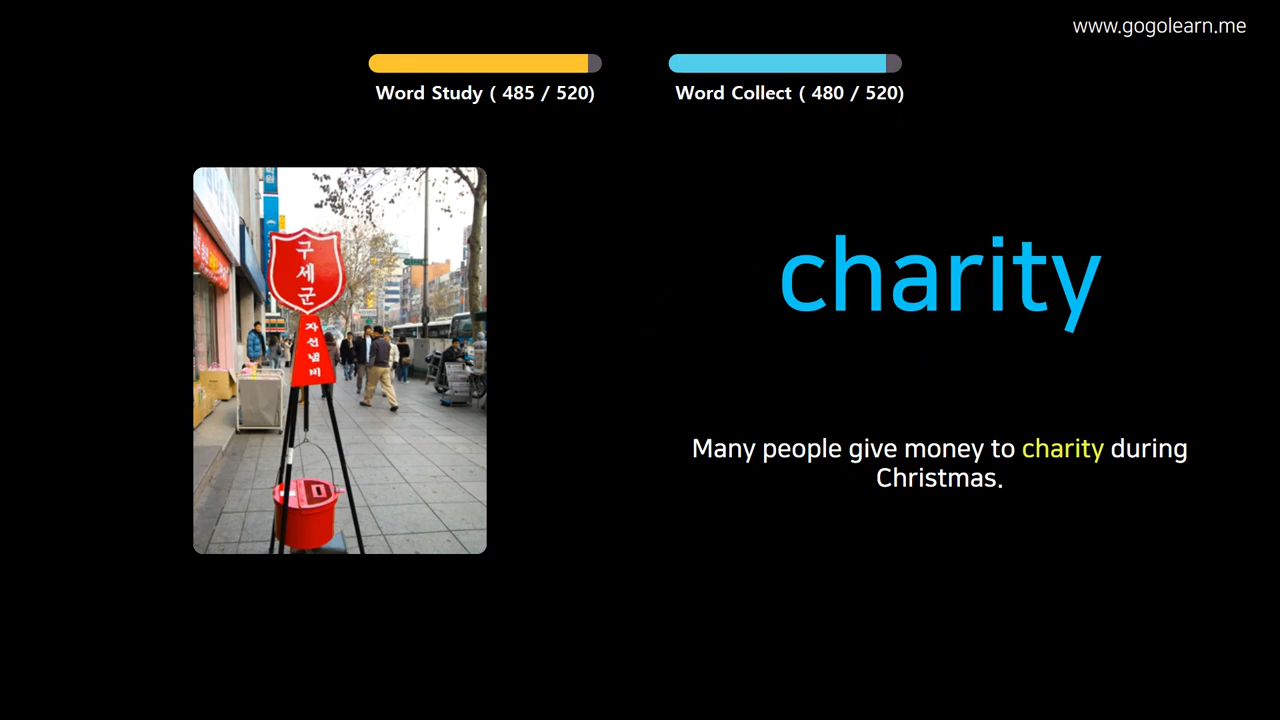 www.gogolearn.me
Word Study ( 485 / 520)
Word Collect ( 480 / 520)
구
세
군
자
선
냄
비
charity
Many people give money to charity during
Christmas.